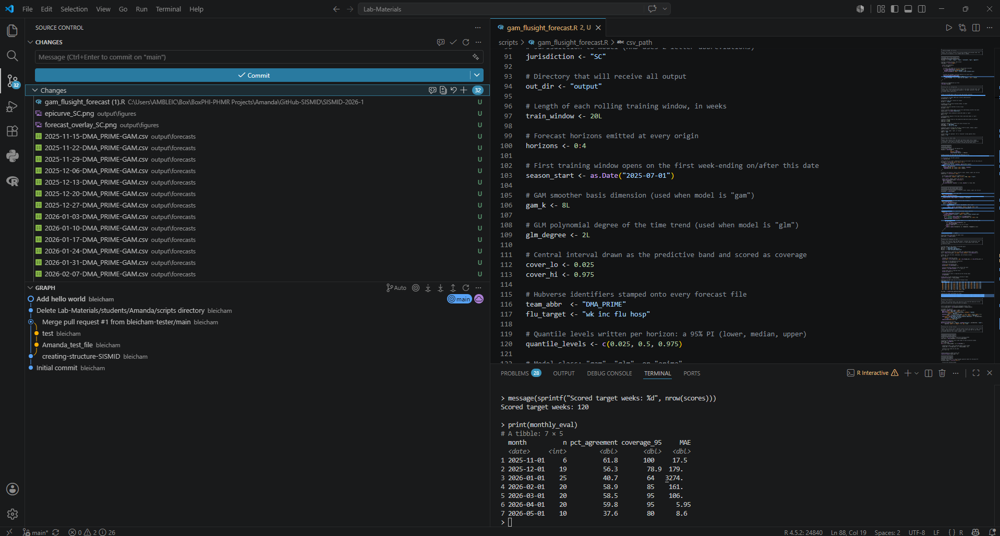 File Edit Selection View Go Run Terminal Help
Lab-Materials
SOURCE CONTROL
CHANGES
Message (Ctrl+Enter to commit on "main")
Commit
Changes 32
gam_flusight_forecast (1).R C:\Users\AMBLEIC\Box\BoxPHI-PHMR Projects\Amanda\GitHub-SISMID\SISMID-2026-1 U
epicurve_SC.png output\figures U
forecast_overlay_SC.png output\figures U
2025-11-15-DMA_PRIME-GAM.csv output\forecasts U
2025-11-22-DMA_PRIME-GAM.csv output\forecasts U
2025-11-29-DMA_PRIME-GAM.csv output\forecasts U
2025-12-06-DMA_PRIME-GAM.csv output\forecasts U
2025-12-13-DMA_PRIME-GAM.csv output\forecasts U
2025-12-20-DMA_PRIME-GAM.csv output\forecasts U
2025-12-27-DMA_PRIME-GAM.csv output\forecasts U
2026-01-03-DMA_PRIME-GAM.csv output\forecasts U
2026-01-10-DMA_PRIME-GAM.csv output\forecasts U
2026-01-17-DMA_PRIME-GAM.csv output\forecasts U
2026-01-24-DMA_PRIME-GAM.csv output\forecasts U
2026-01-31-DMA_PRIME-GAM.csv output\forecasts U
2026-02-07-DMA_PRIME-GAM.csv output\forecasts U
32
GRAPH
Auto
Add hello world bleicham main
Delete Lab-Materials/students/Amanda/scripts directory bleicham
Merge pull request #1 from bleicham-tester/main bleicham
test bleicham
Amanda_test_file bleicham
creating-structure-SISMID bleicham
Initial commit bleicham
gam_flusight_forecast.R 2, U
scripts > gam_flusight_forecast.R > abc csv_path
91 jurisdiction <- "SC"
92
93 # Directory that will receive all output
94 out_dir <- "output"
95
96 # Length of each rolling training window, in weeks
97 train_window <- 20L
98
99 # Forecast horizons emitted at every origin
100 horizons <- 0:4
101
102 # First training window opens on the first week-ending on/after this date
103 season_start <- as.Date("2025-07-01")
104
105 # GAM smoother basis dimension (used when model is "gam")
106 gam_k <- 8L
107
108 # GLM polynomial degree of the time trend (used when model is "glm")
109 glm_degree <- 2L
110
111 # Central interval drawn as the predictive band and scored as coverage
112 cover_lo <- 0.025
113 cover_hi <- 0.975
114
115 # Hubverse identifiers stamped onto every forecast file
116 team_abbr <- "DMA_PRIME"
117 flu_target <- "wk inc flu hosp"
118
119 # Quantile levels written per horizon: a 95% PI (lower, median, upper)
120 quantile_levels <- c(0.025, 0.5, 0.975)
121
PROBLEMS 28 OUTPUT DEBUG CONSOLE TERMINAL PORTS
R Interactive
> message(sprintf("Scored target weeks: %d", nrow(scores)))
Scored target weeks: 120
> print(monthly_eval)
# A tibble: 7 × 5
month n pct_agreement coverage_95 MAE
<date> <int> <dbl> <dbl> <dbl>
1 2025-11-01 6 61.8 100 17.5
2 2025-12-01 19 56.3 78.9 179.
3 2026-01-01 25 40.7 64 3274.
4 2026-02-01 20 58.9 85 161.
5 2026-03-01 20 58.5 95 106.
6 2026-04-01 20 59.8 95 5.95
7 2026-05-01 10 37.6 80 8.6
>
main* 0 2 26
R 4.5.2: 24840 Ln 88, Col 19 Spaces: 2 UTF-8 LF {} R